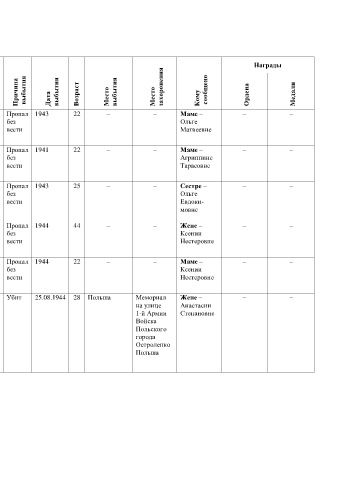 Причина выбытия | Дата выбытия | Возраст | Место выбытия | Место захоронения | Кому сообщено | Награды
Ордена | Медали
Пропал | 1943 | 22 | – | – | Маме – | – | –
без | Ольге
вести | Матвеевне
Пропал | 1941 | 22 | – | – | Маме – | – | –
без | Агриппине
вести | Тарасовне
Пропал | 1943 | 25 | – | – | Сестре – | – | –
без | Ольге
вести | Евдоки-
мовне
Пропал | 1944 | 44 | – | – | Жене – | – | –
без | Ксении
вести | Нестеровне
Пропал | 1944 | 22 | – | – | Маме – | – | –
без | Ксении
вести | Нестеровне
Убит | 25.08.1944 | 28 | Польша | Мемориал | Жене – | – | –
на улице | Анастасии
1-й Армии | Степановне
Войска
Польского
города
Остроленко
Польша